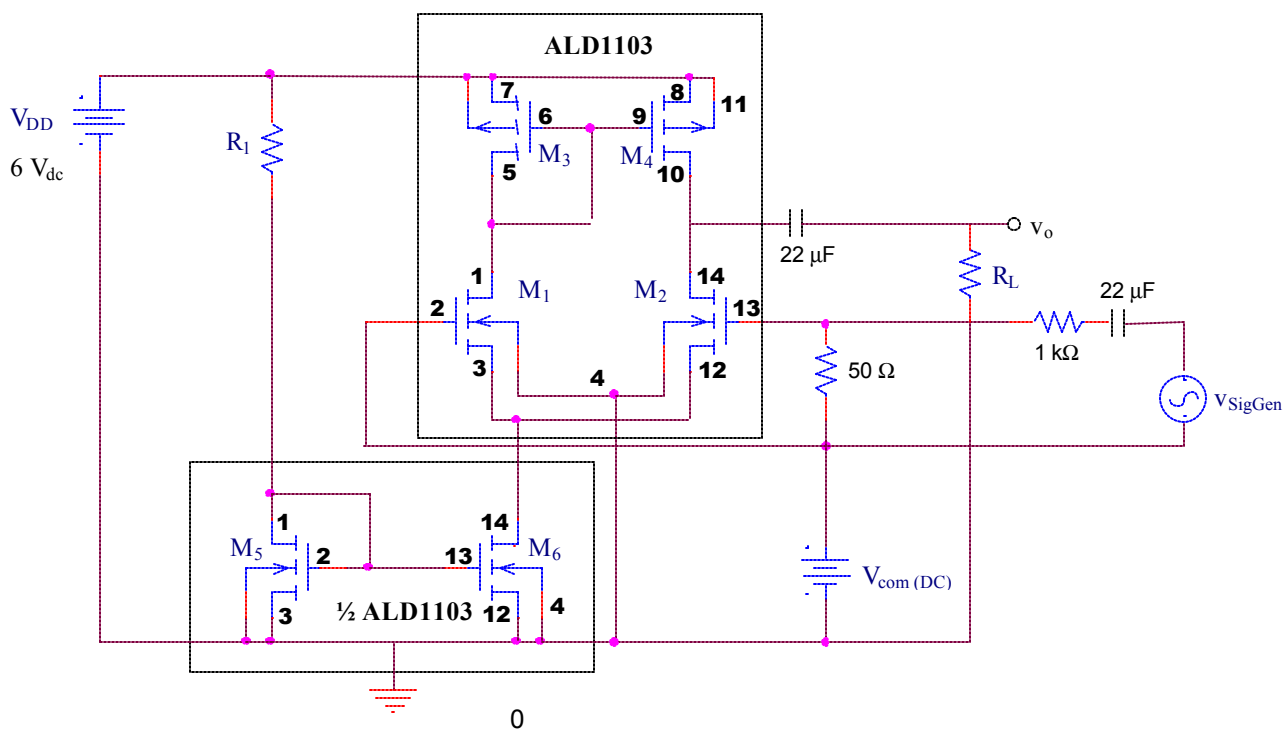 ALD1103
V_DD
6 V_dc
R_1
7
8
11
6
9
M_3
M_4
5
10
v_o
22 μF
1
M_1
M_2
14
R_L
22 μF
2
13
1 kΩ
3
4
12
50 Ω
v_SigGen
1
14
M_5
2
13
M_6
3
½ ALD1103
12
4
V_com (DC)
0